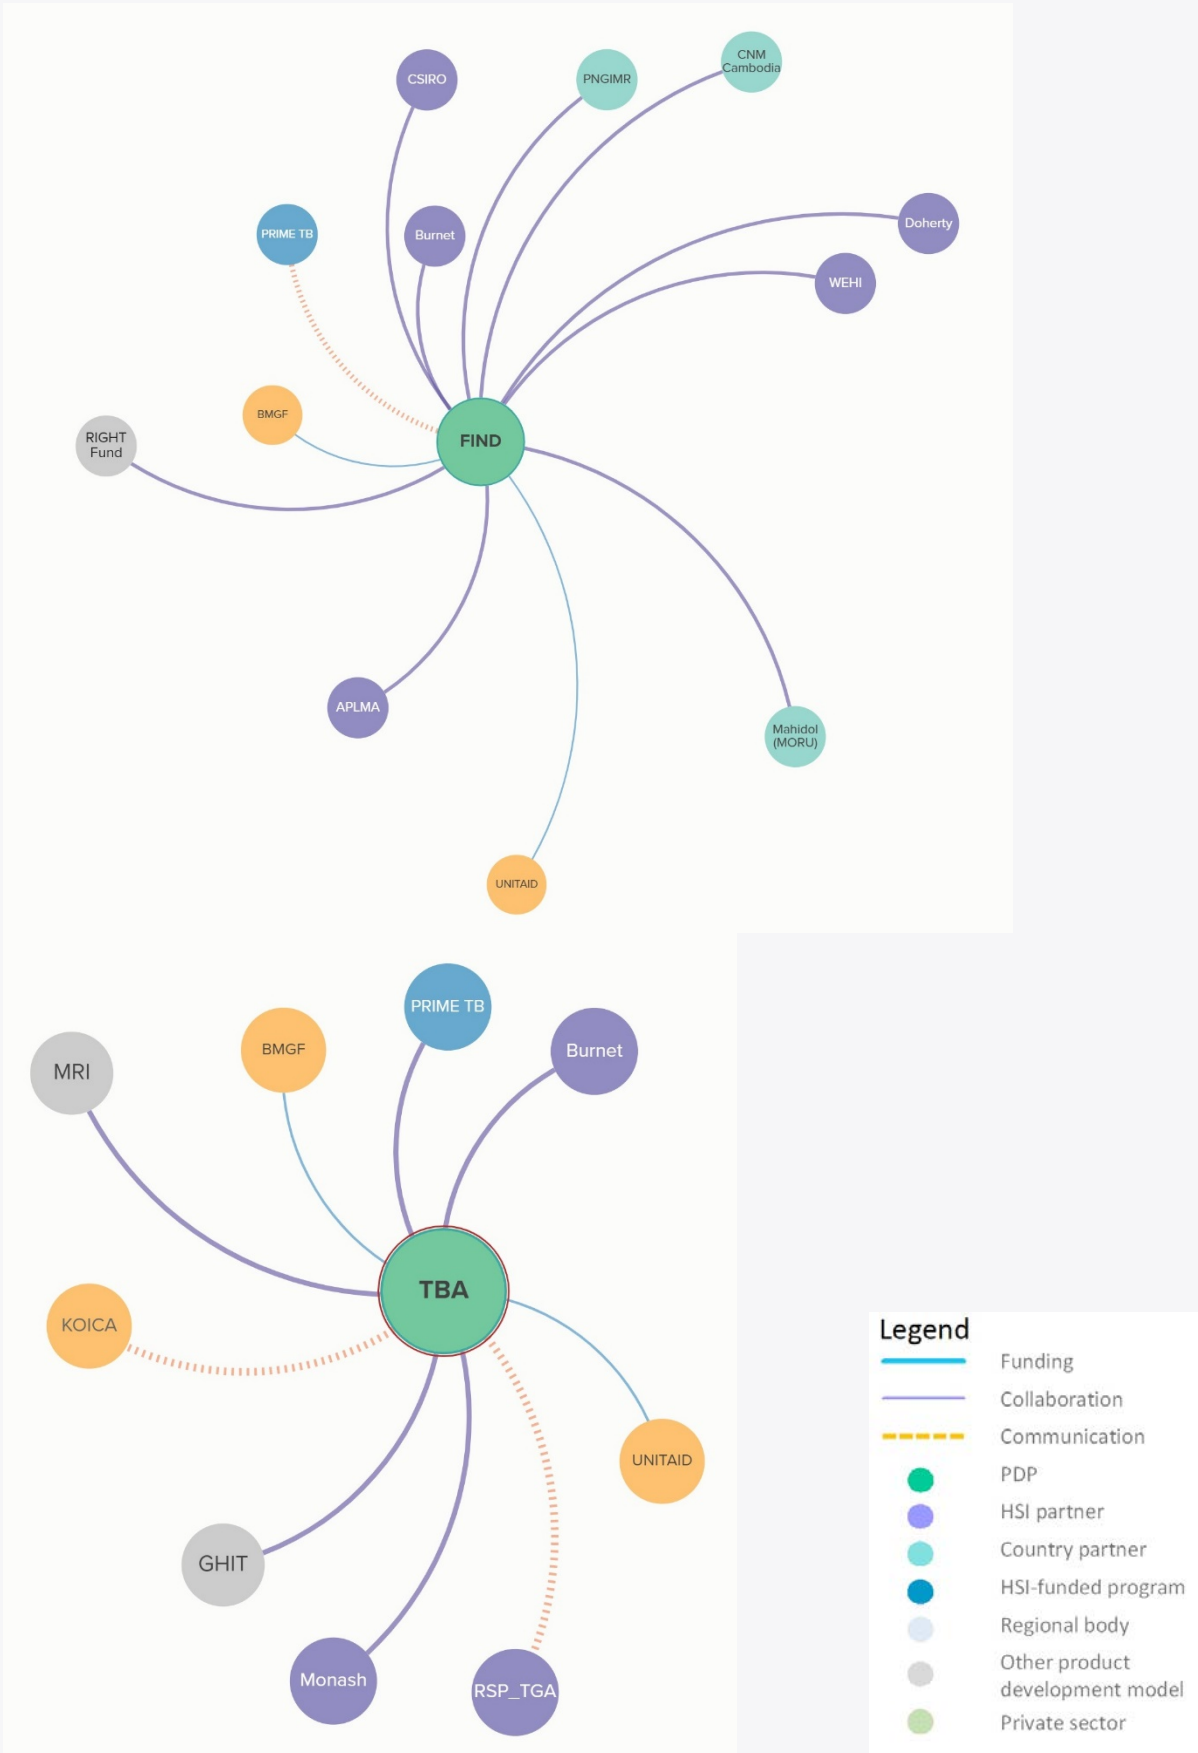 CSIRO
PNGIMR
CNM
Cambodia
PRIME TB
Burnet
Doherty
WEHI
BMGF
RIGHT
Fund
FIND
APLMA
Mahidol
(MORU)
UNITAID
PRIME TB
BMGF
Burnet
MRI
TBA
KOICA
UNITAID
GHIT
Monash
RSP_TGA
Legend
Funding
Collaboration
Communication
PDP
HSI partner
Country partner
HSI-funded program
Regional body
Other product
development model
Private sector